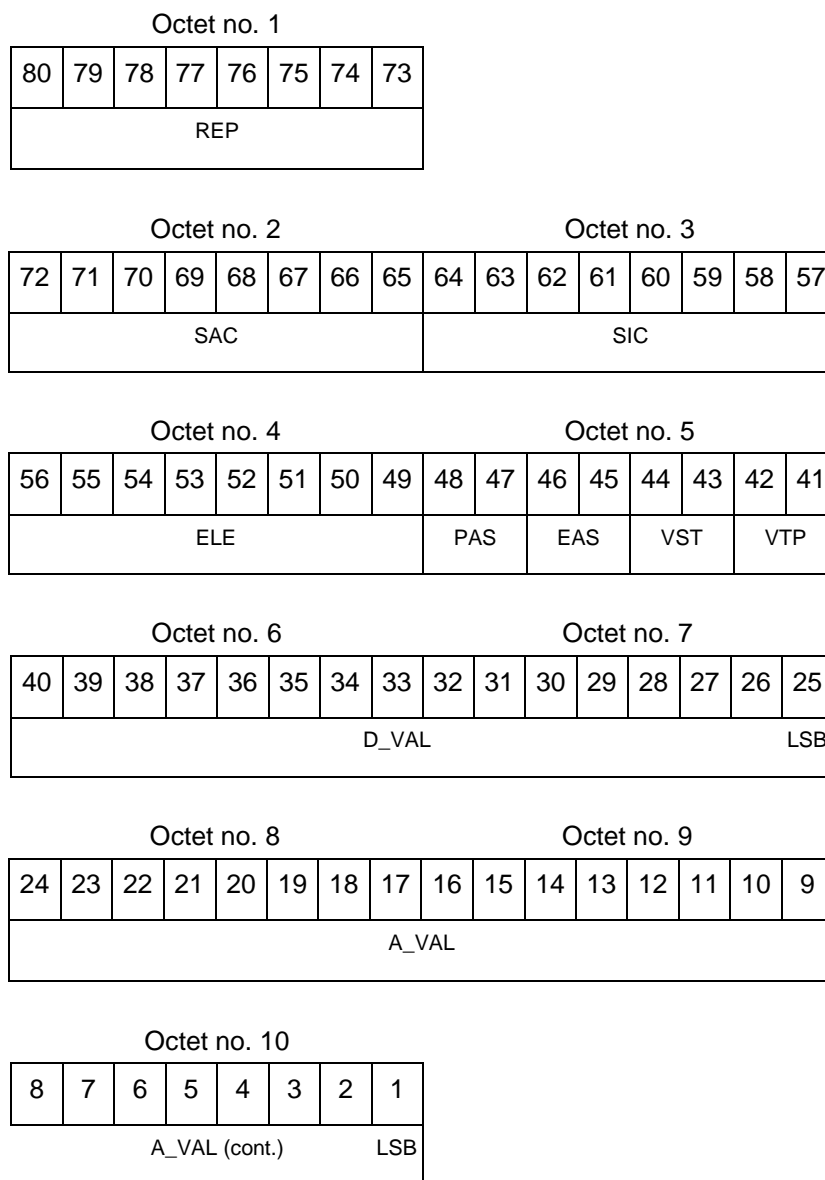 Octet no. 1
80 79 78 77 76 75 74 73
REP
Octet no. 2 Octet no. 3
72 71 70 69 68 67 66 65 64 63 62 61 60 59 58 57
SAC SIC
Octet no. 4 Octet no. 5
56 55 54 53 52 51 50 49 48 47 46 45 44 43 42 41
ELE PAS EAS VST VTP
Octet no. 6 Octet no. 7
40 39 38 37 36 35 34 33 32 31 30 29 28 27 26 25
D_VAL LSB
Octet no. 8 Octet no. 9
24 23 22 21 20 19 18 17 16 15 14 13 12 11 10 9
A_VAL
Octet no. 10
8 7 6 5 4 3 2 1
A_VAL (cont.) LSB